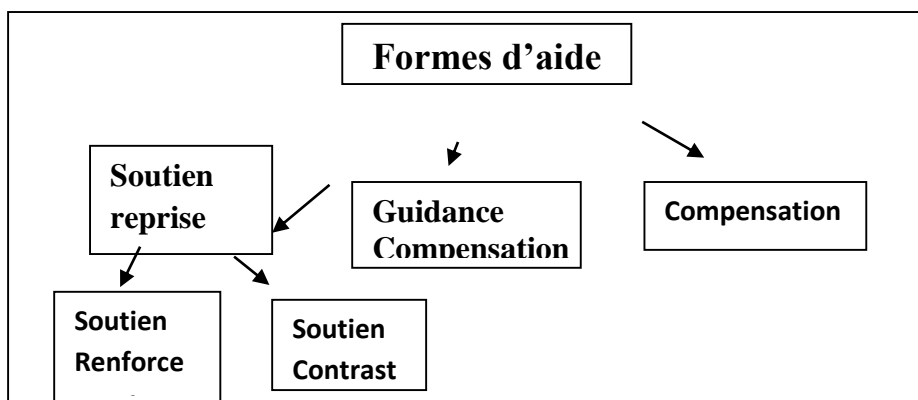 Formes d’aide
Soutien
reprise
Guidance
Compensation
Compensation
Soutien
Renforce
Soutien
Contrast